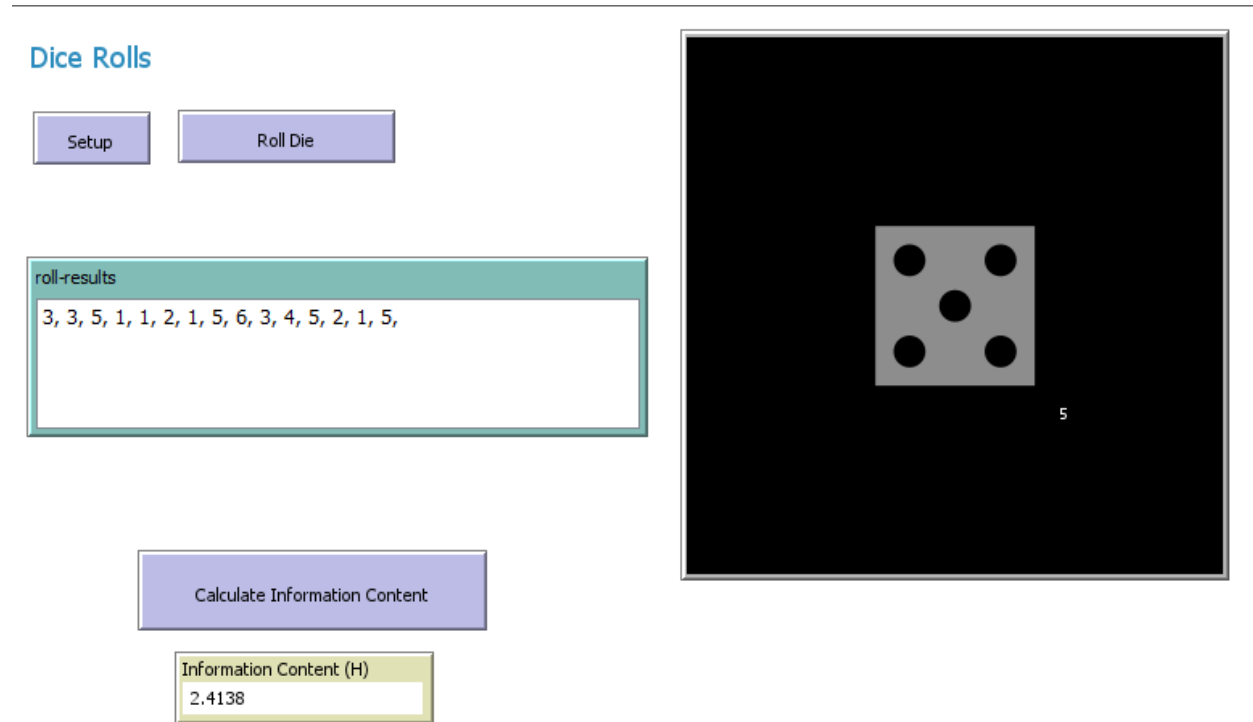 Dice Rolls
Setup
Roll Die
roll-results
3, 3, 5, 1, 1, 2, 1, 5, 6, 3, 4, 5, 2, 1, 5,
5
Calculate Information Content
Information Content (H)
2.4138